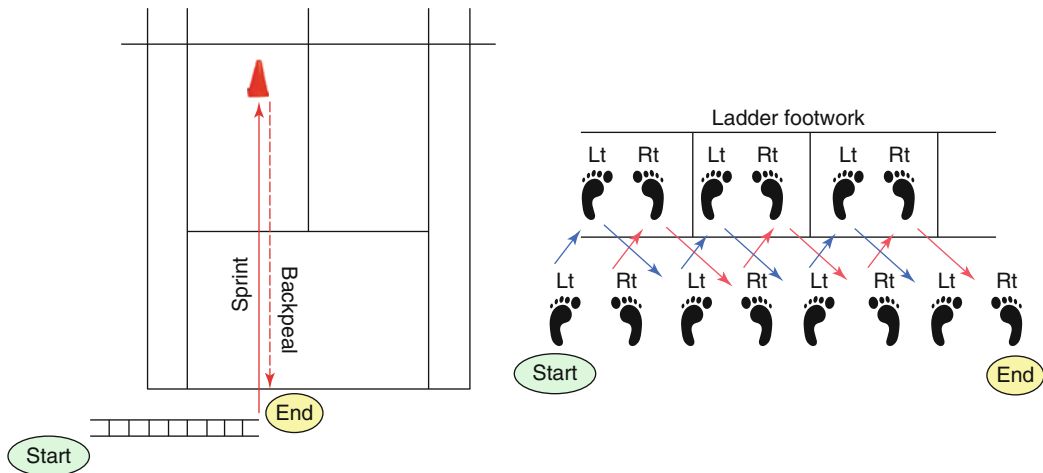 Sprint
Backpeal
End
Start
Ladder footwork
Lt Rt Lt Rt Lt Rt
Lt Rt Lt Rt Lt Rt Lt Rt
Start
End